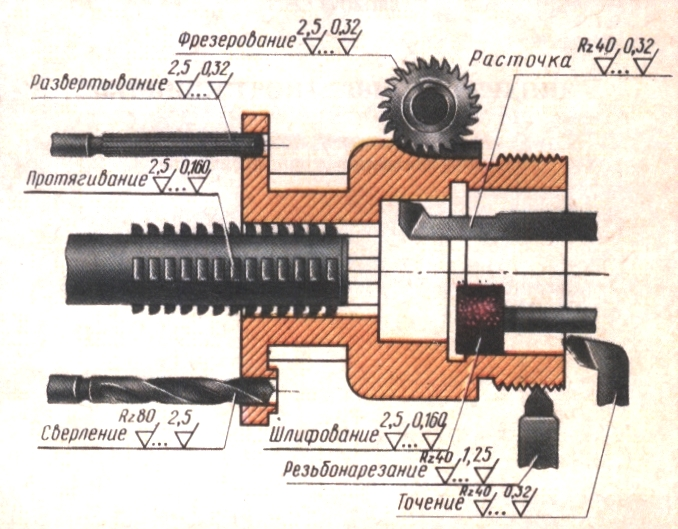 Фрезерование 2,5 ... 0,32
Расточка Rz40 ... 0,32
Развертывание 2,5 ... 0,32
Протягивание 2,5 ... 0,160
Сверление Rz80 ... 2,5
Шлифование 2,5 ... 0,160
Резьбонарезание Rz40 ... 1,25
Точение Rz40 ... 0,32